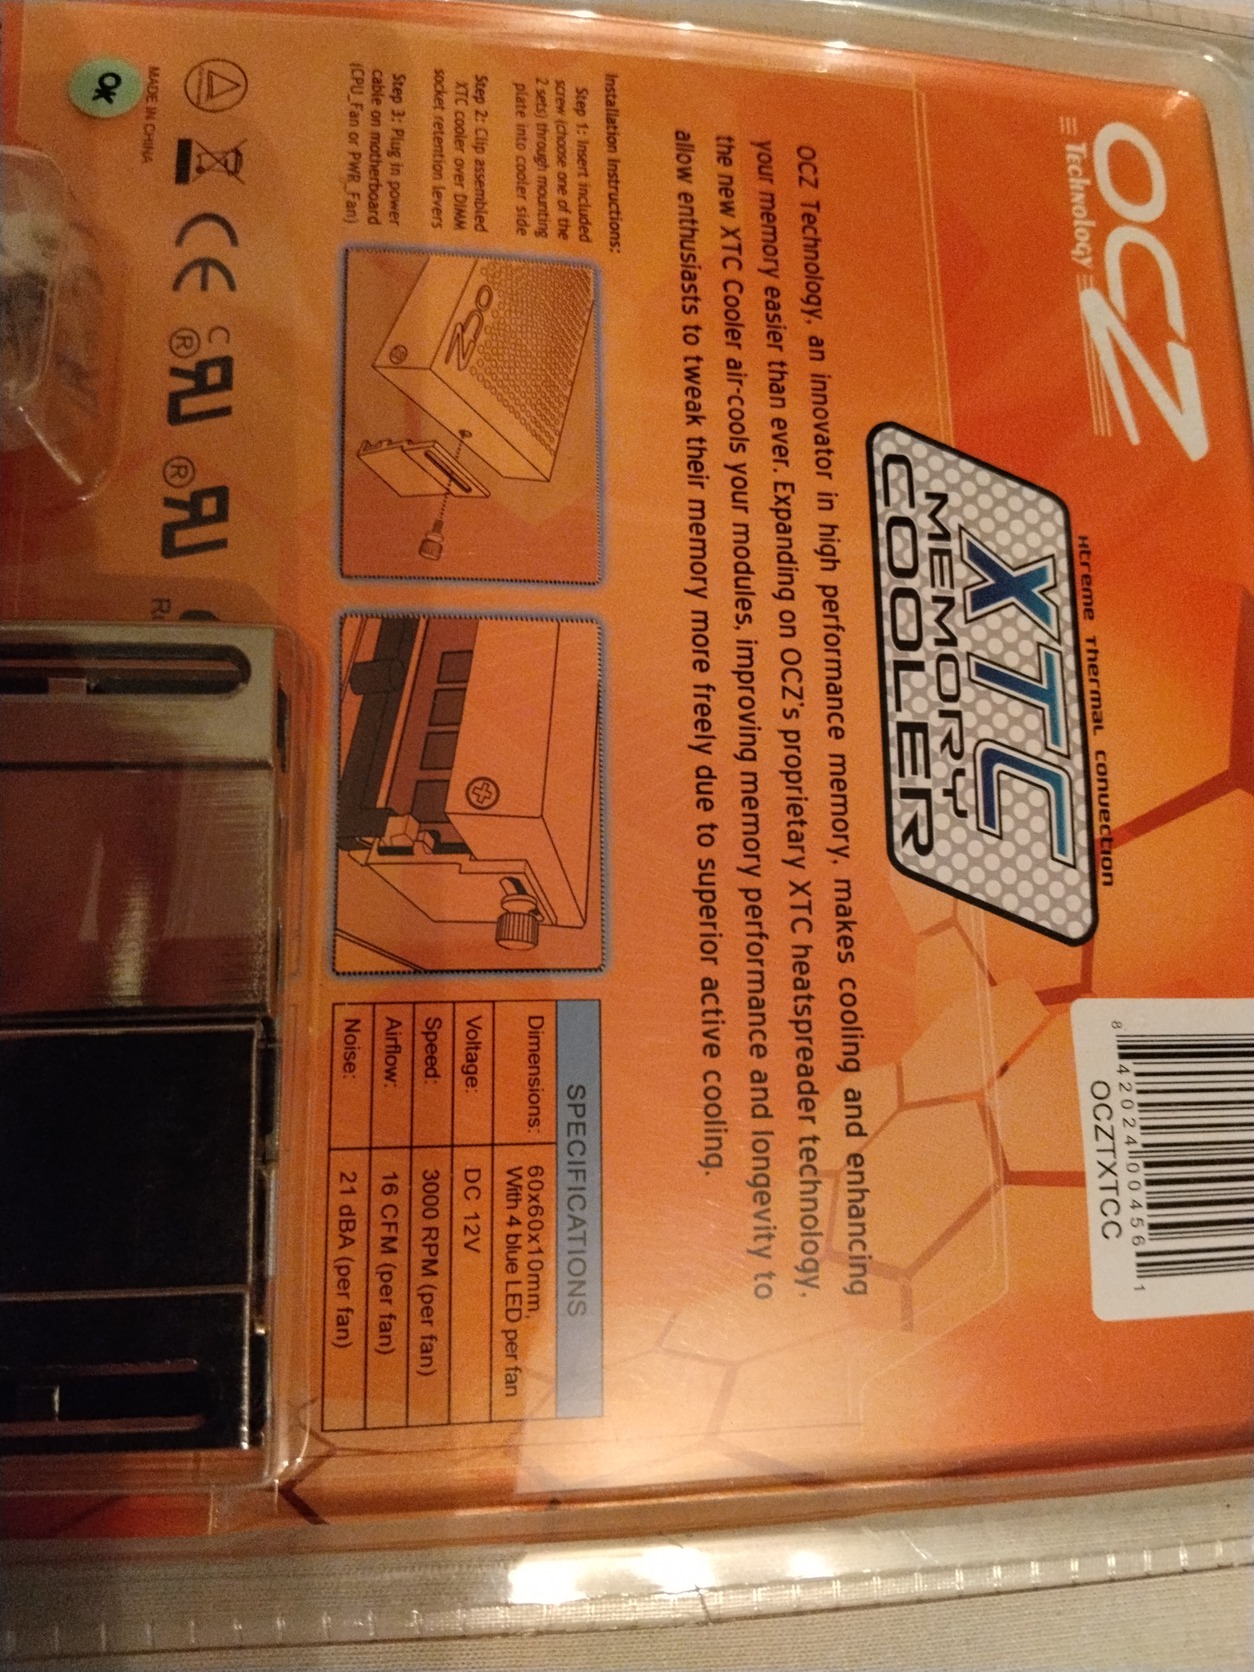 OCZ
Technology
Xtreme Thermal Convection
XTC
MEMORY
COOLER
8 42024 00456 1
OCZTXTCC
OCZ Technology, an innovator in high performance memory, makes cooling and enhancing
your memory easier than ever. Expanding on OCZ's proprietary XTC heatspreader technology,
the new XTC Cooler air-cools your modules, improving memory performance and longevity to
allow enthusiasts to tweak their memory more freely due to superior active cooling.
Installation Instructions:
Step 1: Insert included
screw (choose one of the
2 sets) through mounting
plate into cooler side
Step 2: Clip assembled
XTC cooler over DIMM
socket retention levers
Step 3: Plug in power
cable on motherboard
(CPU_Fan or PWR_Fan)
OCZ
SPECIFICATIONS
Dimensions: 60x60x10mm,
With 4 blue LED per fan
Voltage: DC 12V
Speed: 3000 RPM (per fan)
Airflow: 16 CFM (per fan)
Noise: 21 dBA (per fan)
CE
MADE IN CHINA
OK